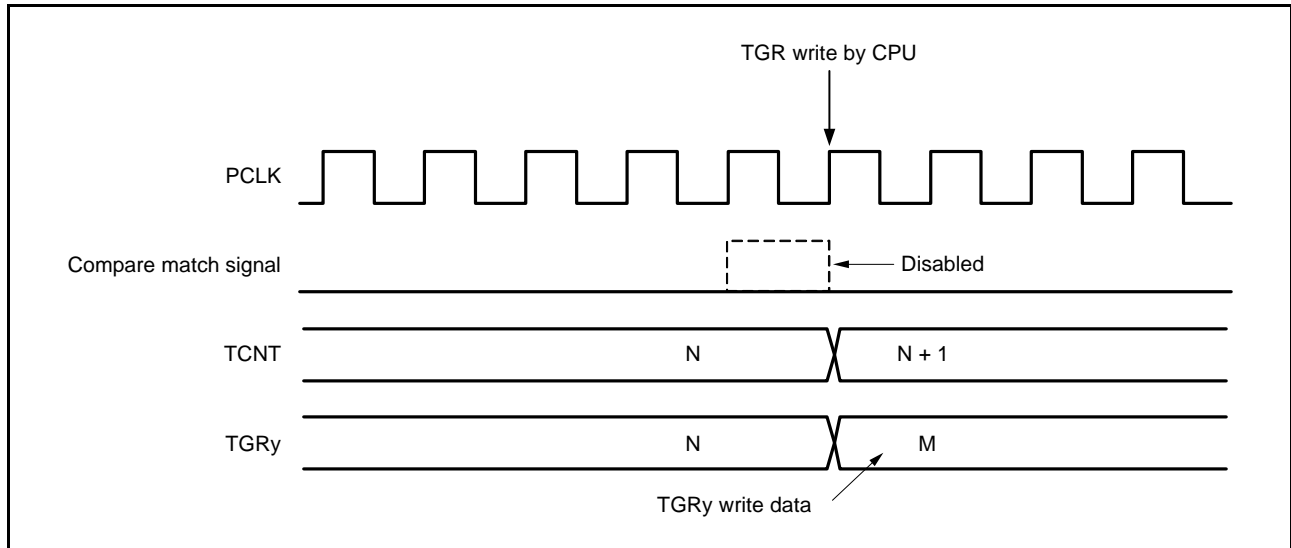 TGR write by CPU
PCLK
Compare match signal
Disabled
TCNT
N
N + 1
TGRy
N
M
TGRy write data